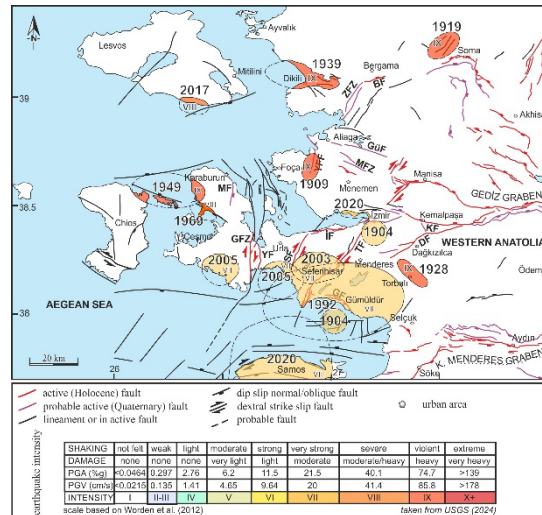 N
Lesvos
Ayvalık
1919
IX
Soma
Mitilini
1939
Dikili
IX
Bergama
ZFZ
BF
39
2017
VIII
Akhis
Aliağa
GüF
Karaburun
IX
MF
Foça
MFZ
1909
Menemen
Manisa
GEDİZ GRABEN
1949
VIII
38.5
Chios
1969
Çeşme
2020
İzmir
Kemalpaşa
1904
KF
GFZ
Urla
İF
DF
WESTERN ANATOLIA
2005
YF
2003
TF
Menderes
Dağkızılca
Seferihisar
VII
IX
1928
Ödem
2005
Torbalı
AEGEAN SEA
1992
Gümüldür
VII
38
1904
Selçuk
2020
Aydın
20 km
26
Samos
Söke
K. MENDERES GRABEN
active (Holocene) fault
probable active (Quaternary) fault
lineament or in active fault
dip slip normal/oblique fault
dextral strike slip fault
probable fault
urban area
earthquake intensity
SHAKING not felt weak light moderate strong very strong severe violent extreme
DAMAGE none very light light moderate moderate/heavy heavy very heavy
PGA (%g) <0.0464 0.297 2.76 6.2 11.5 21.5 40.1 74.7 >139
PGV (cm/s) <0.0215 0.135 1.41 4.65 9.64 20 41.4 85.8 >178
INTENSITY I II-III IV V VI VII VIII IX X+
scale based on Worden et al. (2012)
taken from USGS (2024)